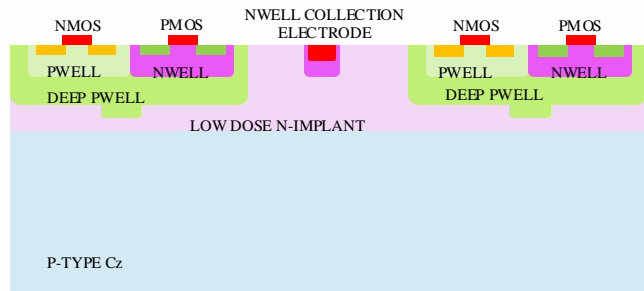 NWELL COLLECTION
ELECTRODE
NMOS
PMOS
NMOS
PMOS
PWELL
NWELL
PWELL
NWELL
DEEP PWELL
DEEP PWELL
LOW DOSE N-IMPLANT
P-TYPE Cz